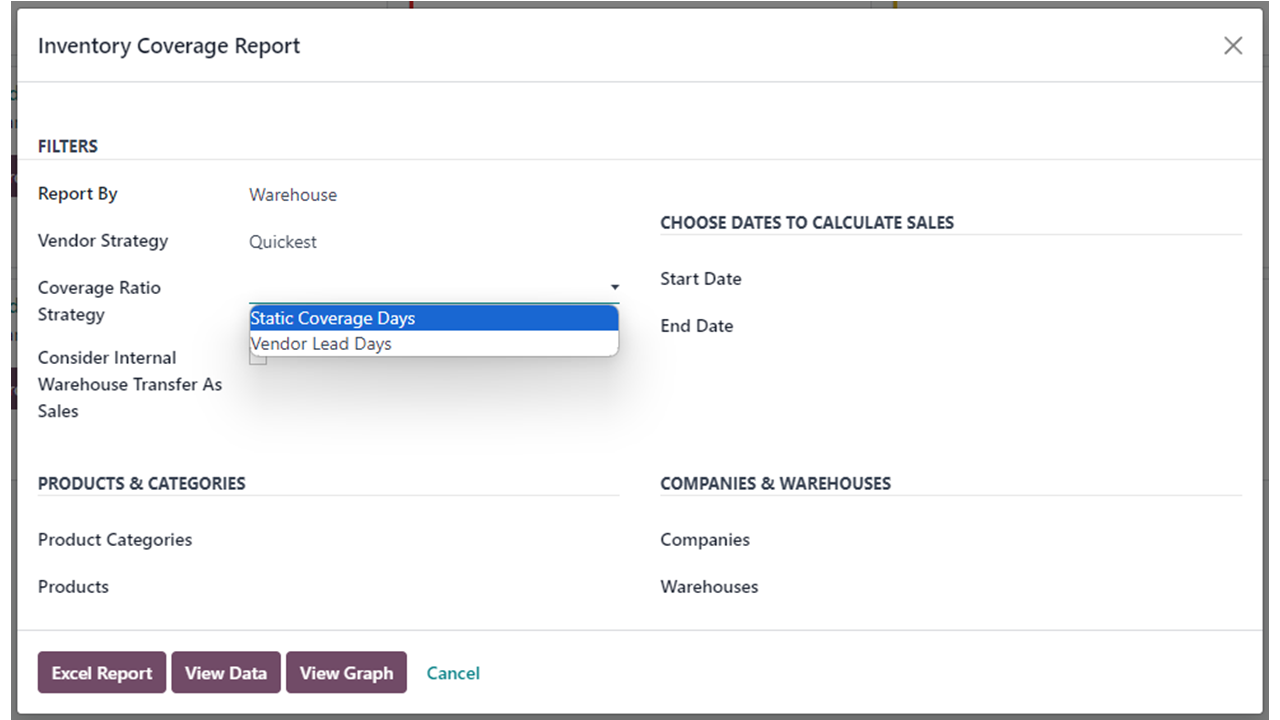 Inventory Coverage Report
FILTERS
Report By
Warehouse
Vendor Strategy
Quickest
Coverage Ratio
Strategy
Static Coverage Days
Vendor Lead Days
Consider Internal
Warehouse Transfer As
Sales
CHOOSE DATES TO CALCULATE SALES
Start Date
End Date
PRODUCTS & CATEGORIES
Product Categories
Products
COMPANIES & WAREHOUSES
Companies
Warehouses
Excel Report
View Data
View Graph
Cancel